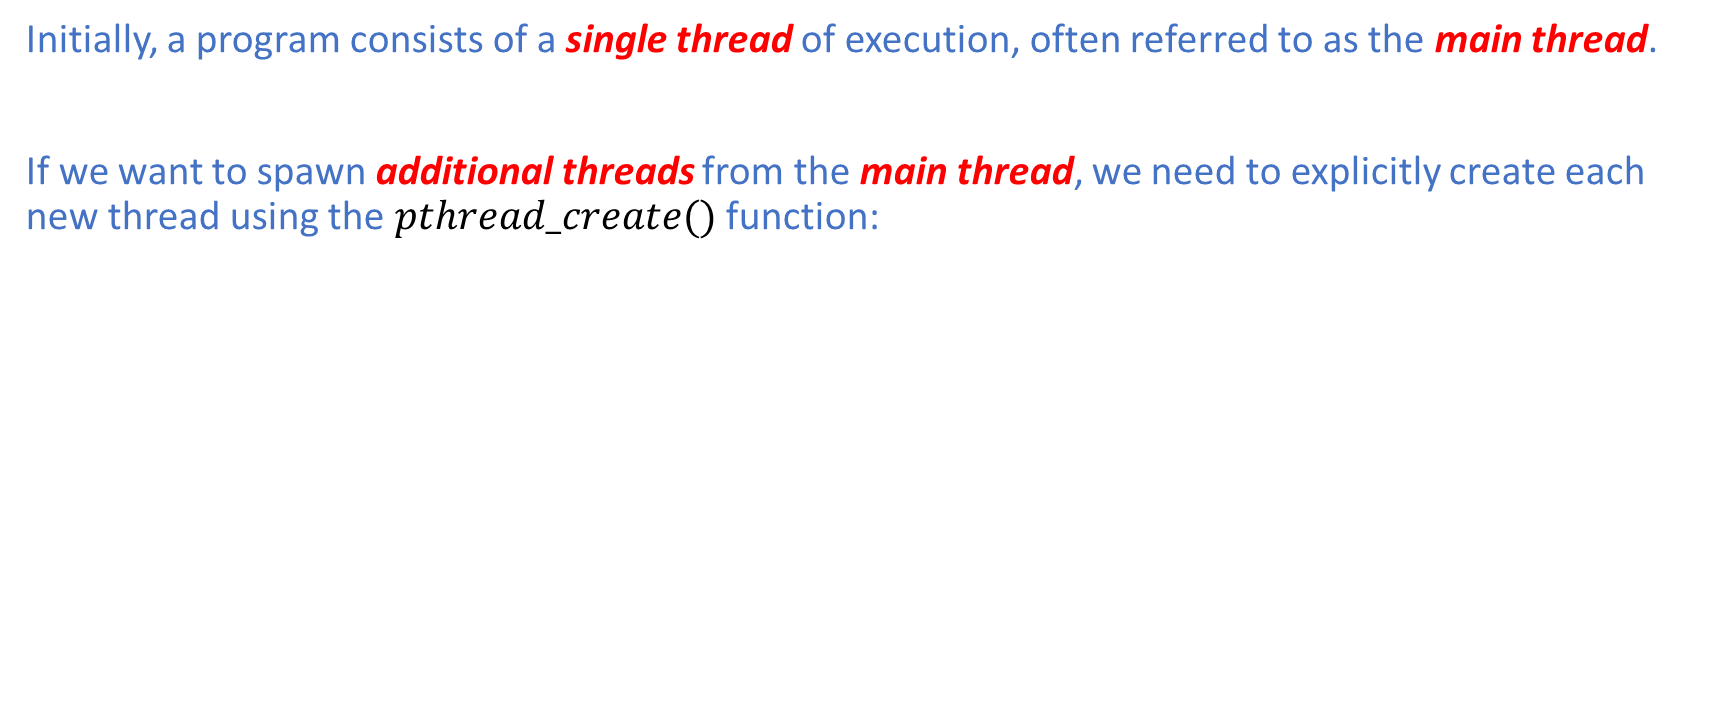 Initially, a program consists of a single thread of execution, often referred to as the main thread.
If we want to spawn additional threads from the main thread, we need to explicitly create each
new thread using the pthread_create() function: